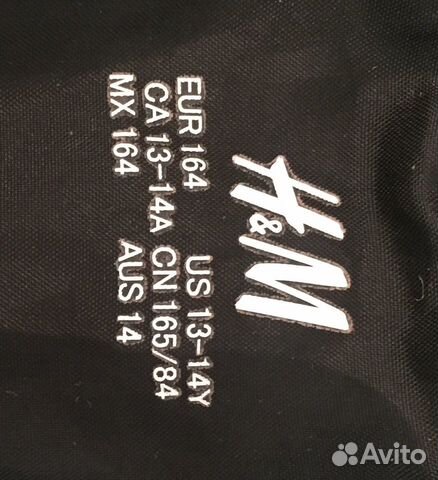 H&M
EUR 164 US 13-14Y
CA 13-14A CN 165/84
MX 164 AUS 14
Avito